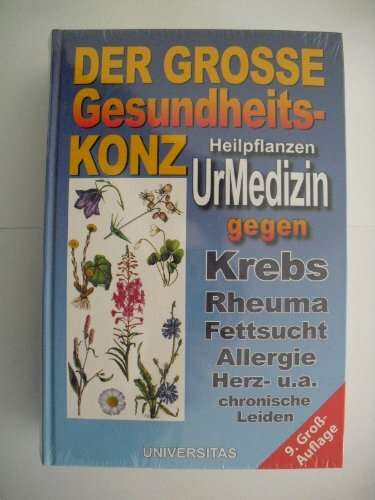 DER GROSSE
Gesundheits-
KONZ
Heilpflanzen
UrMedizin
gegen
Krebs
Rheuma
Fettsucht
Allergie
Herz- u.a.
chronische
Leiden
9. Groß-
Auflage
UNIVERSITAS